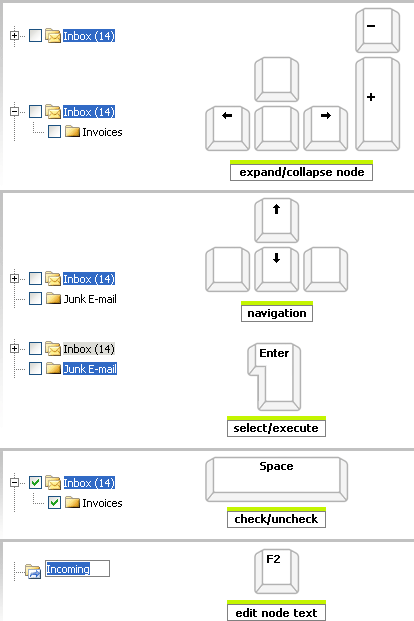 Inbox (14)
−
Inbox (14)
+
← →
Invoices
expand/collapse node
↑
Inbox (14)
↓
Junk E-mail
navigation
Inbox (14)
Enter
Junk E-mail
select/execute
Space
Inbox (14)
Invoices
check/uncheck
F2
Incoming
edit node text